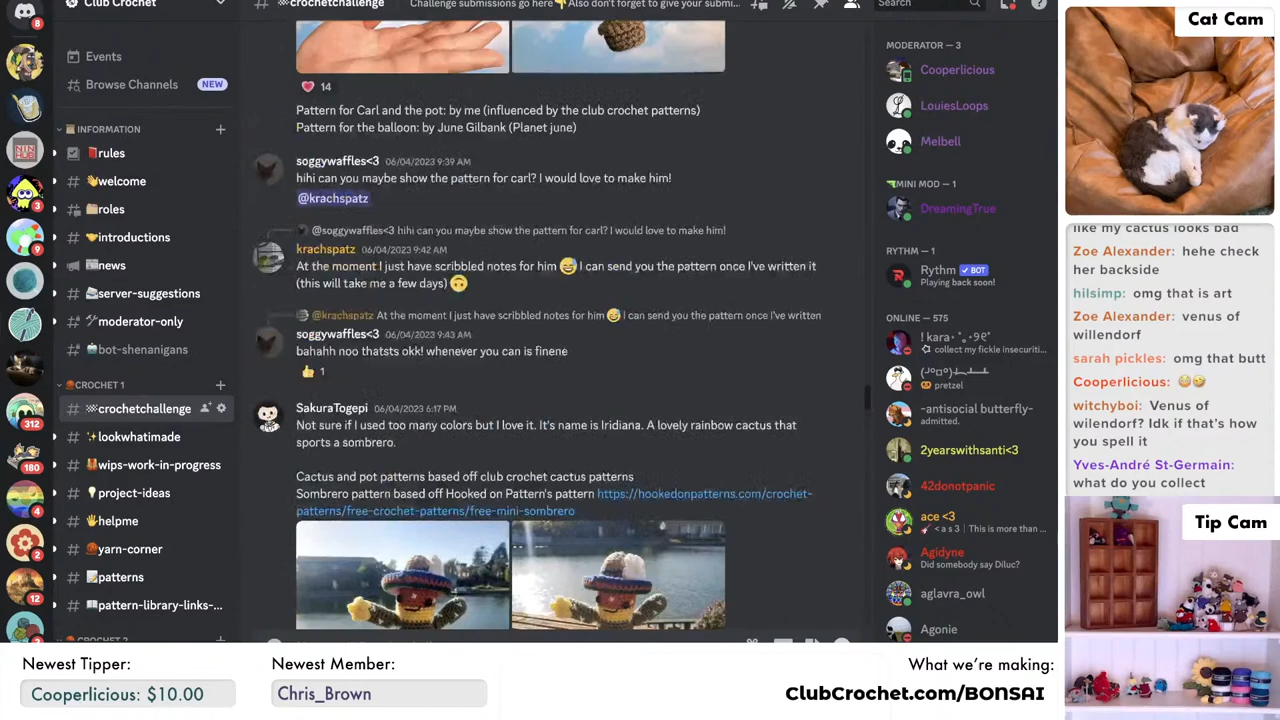 Club Crochet
Events
Browse Channels
NEW
INFORMATION
rules
welcome
roles
introductions
news
server-suggestions
moderator-only
bot-shenanigans
CROCHET 1
crochetchallenge
lookwhatimade
wips-work-in-progress
project-ideas
helpme
yarn-corner
patterns
pattern-library-links-...
CROCHET 2
8
3
9
312
180
4
2
12
crochetchallenge
Challenge submissions go here
Also don't forget to give your submi...
Search
14
Pattern for Carl and the pot: by me (influenced by the club crochet patterns)
Pattern for the balloon: by June Gilbank (Planet june)
soggywaffles<3 06/04/2023 9:39 AM
hihi can you maybe show the pattern for carl? I would love to make him!
@krachspatz
@soggywaffles<3 hihi can you maybe show the pattern for carl? I would love to make him!
krachspatz 06/04/2023 9:42 AM
At the moment I just have scribbled notes for him 😅 I can send you the pattern once I've written it
(this will take me a few days) 🙃
@krachspatz At the moment I just have scribbled notes for him 😅 I can send you the pattern once I've written
soggywaffles<3 06/04/2023 9:43 AM
bahahh noo thatsts okk! whenever you can is finene
👍 1
SakuraTogepi 06/04/2023 6:17 PM
Not sure if I used too many colors but I love it. It's name is Iridiana. A lovely rainbow cactus that
sports a sombrero.
Cactus and pot patterns based off club crochet cactus patterns
Sombrero pattern based off Hooked on Pattern's pattern https://hookedonpatterns.com/crochet-
patterns/free-crochet-patterns/free-mini-sombrero
MODERATOR — 3
Cooperlicious
LouiesLoops
Melbell
MINI MOD — 1
DreamingTrue
RYTHM — 1
Rythm ✓ BOT
Playing back soon!
ONLINE — 575
! kara
collect my fickle insecuriti...
pretzel
-antisocial butterfly-
admitted.
2yearswithsanti<3
42donotpanic
ace <3
< a s 3 | This is more than ...
Agidyne
Did somebody say Diluc?
aglavra_owl
Agonie
Cat Cam
like my cactus looks bad
Zoe Alexander: hehe check
her backside
hilsimp: omg that is art
Zoe Alexander: venus of
willendorf
sarah pickles: omg that butt
Cooperlicious: 😳🤣
witchyboi: Venus of
wilendorf? Idk if that's how
you spell it
Yves-André St-Germain:
what do you collect
Tip Cam
Newest Tipper:
Cooperlicious: $10.00
Newest Member:
Chris_Brown
What we're making:
ClubCrochet.com/BONSAI